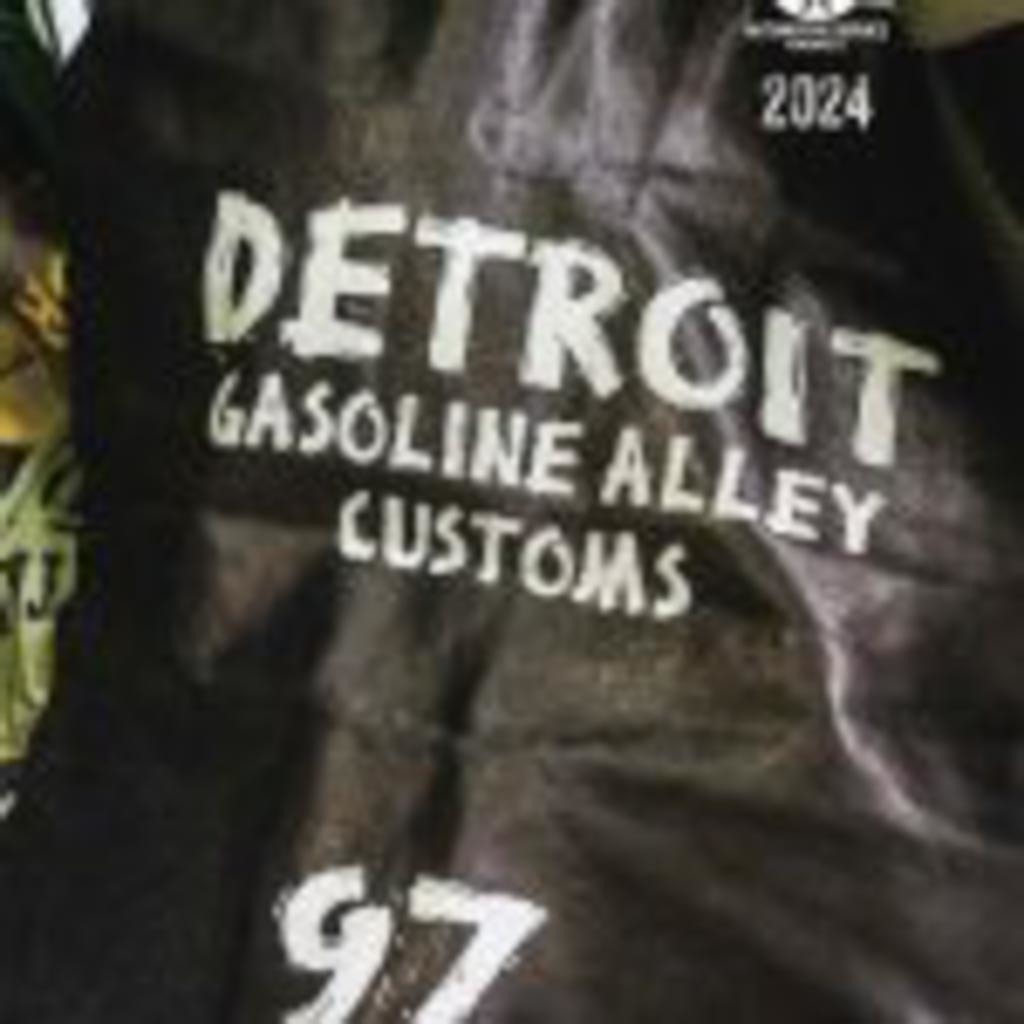 2024
DETROIT
GASOLINE ALLEY
CUSTOMS
97